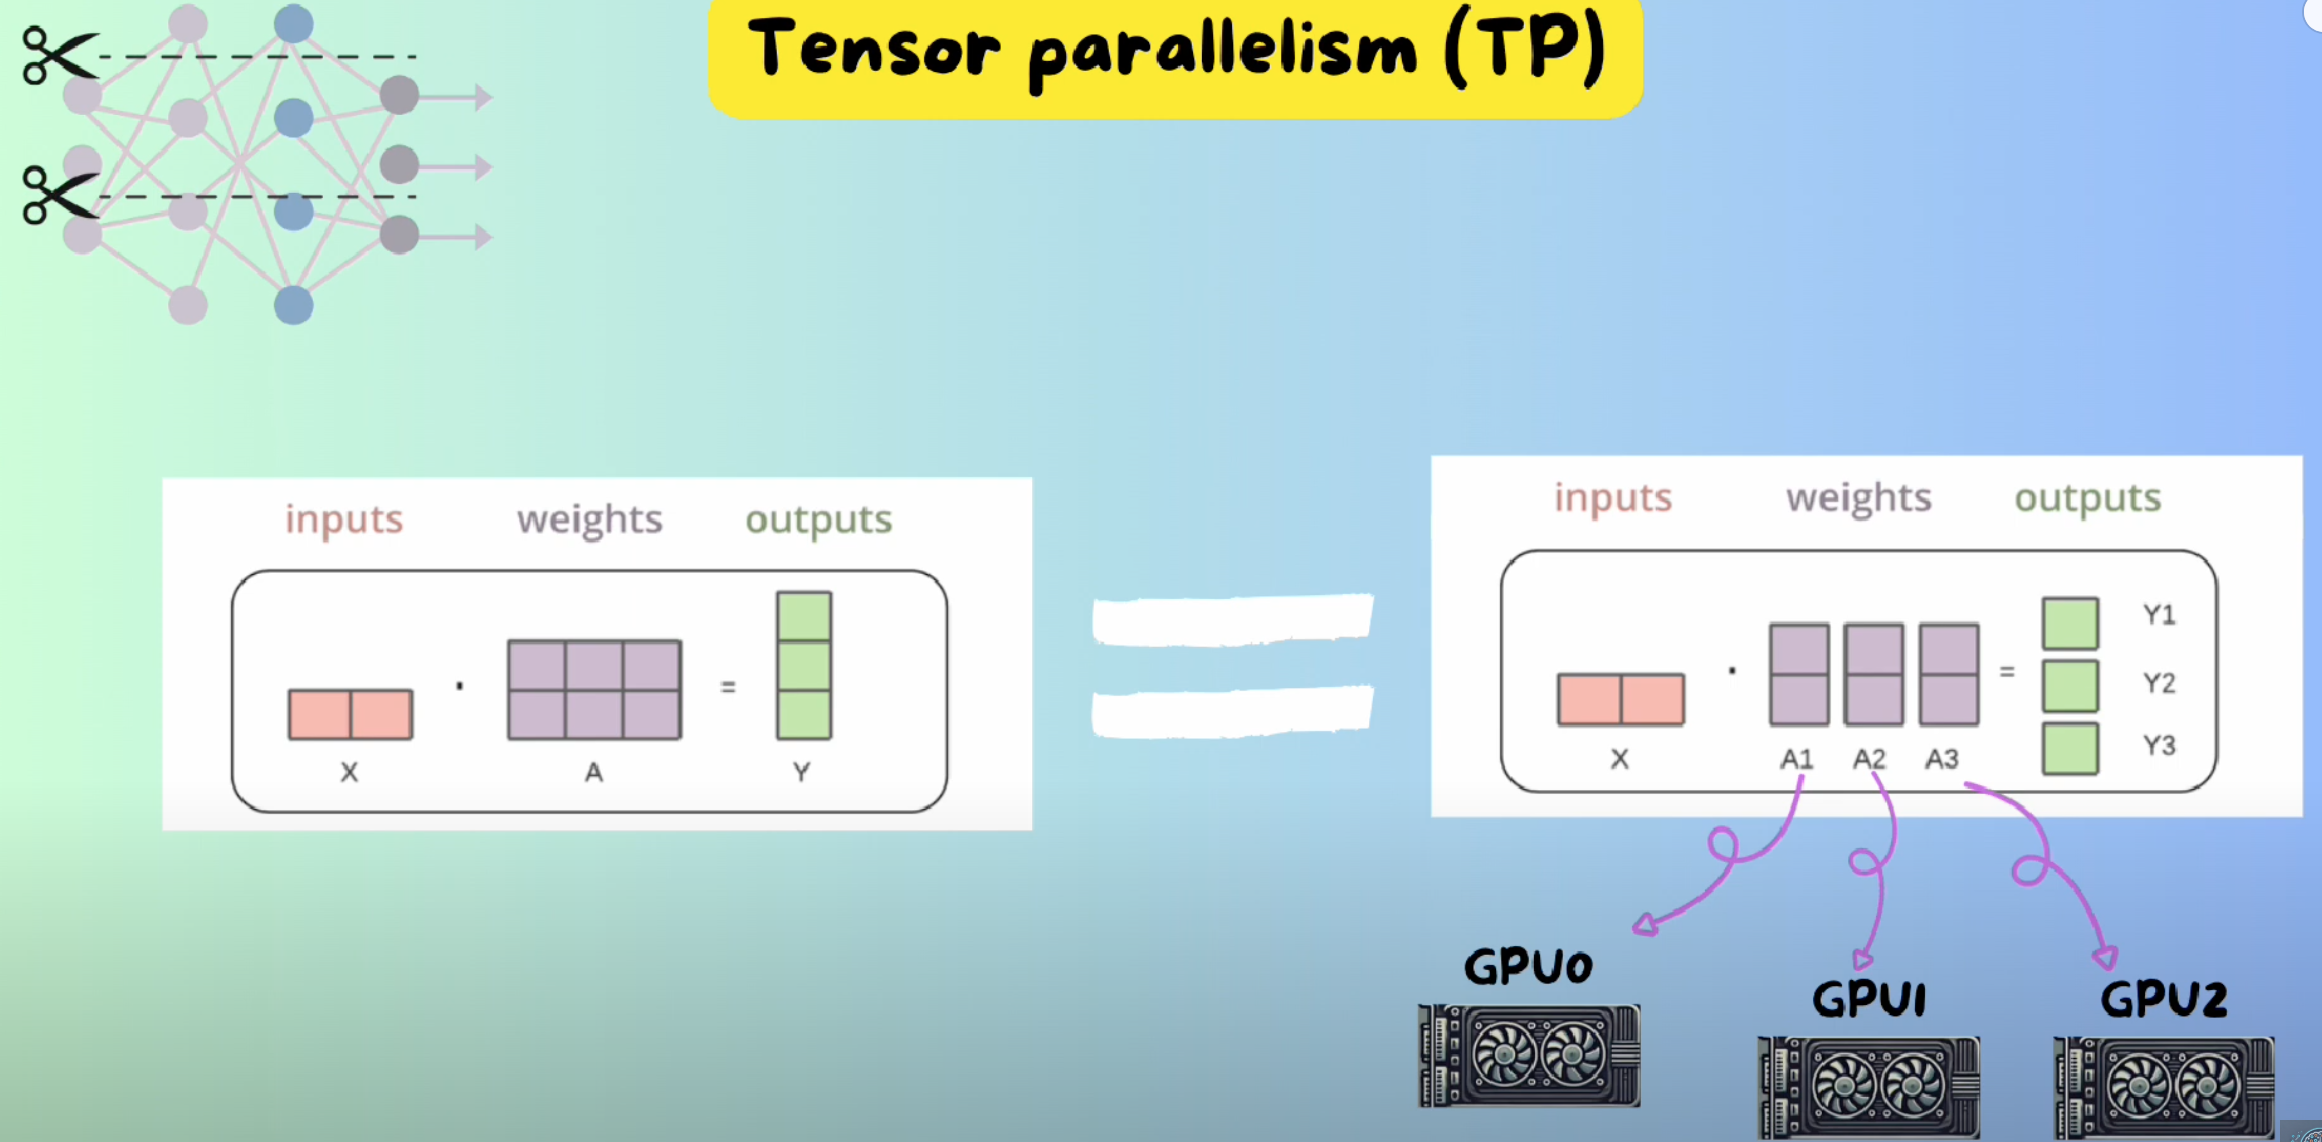 Tensor parallelism (TP)
inputs weights outputs
. =
X A Y
inputs weights outputs
Y1
. = Y2
Y3
X A1 A2 A3
GPU0
GPU1
GPU2